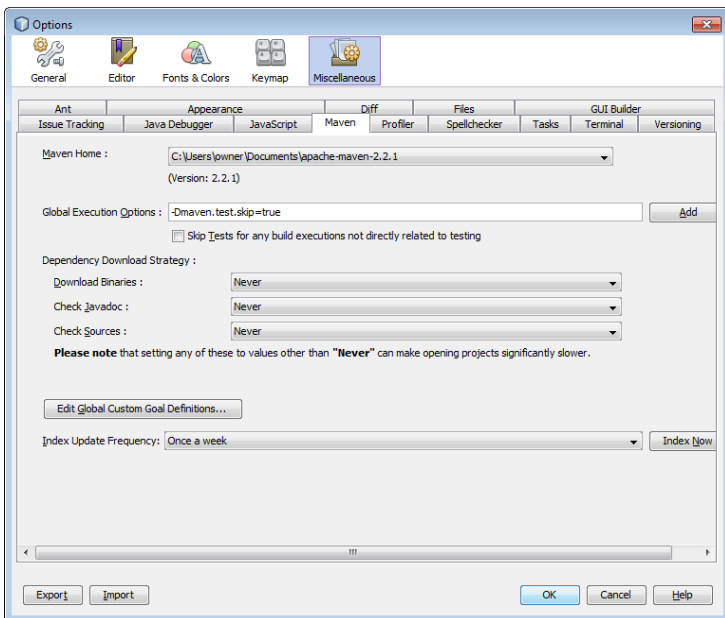 Options
General Editor Fonts & Colors Keymap Miscellaneous
Ant Appearance Diff Files GUI Builder
Issue Tracking Java Debugger JavaScript Maven Profiler Spellchecker Tasks Terminal Versioning
Maven Home : C:\Users\owner\Documents\apache-maven-2.2.1
(Version: 2.2.1)
Global Execution Options : -Dmaven.test.skip=true Add
Skip Tests for any build executions not directly related to testing
Dependency Download Strategy :
Download Binaries : Never
Check Javadoc : Never
Check Sources : Never
Please note that setting any of these to values other than "Never" can make opening projects significantly slower.
Edit Global Custom Goal Definitions...
Index Update Frequency: Once a week Index Now
Export Import OK Cancel Help